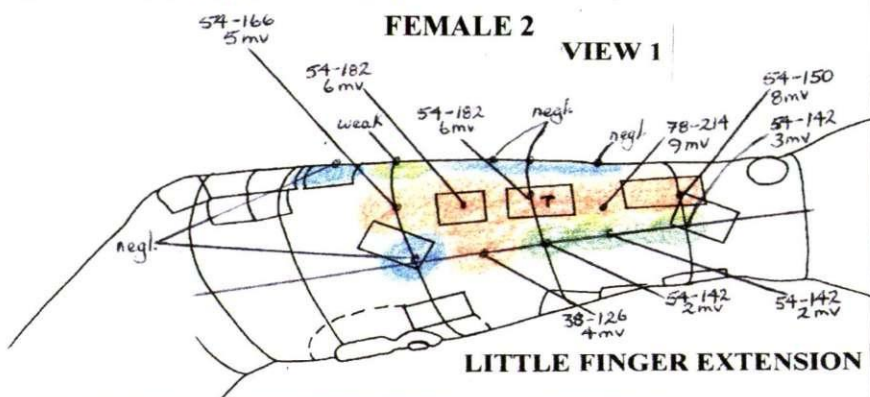 FEMALE 2
VIEW 1
54-166
5mv
54-182
6mv
weak
54-182
6mv
negl.
negl.
78-214
9mv
54-150
8mv
54-142
3mv
T
negl.
38-126
4mv
54-142
2mv
54-142
2mv
LITTLE FINGER EXTENSION